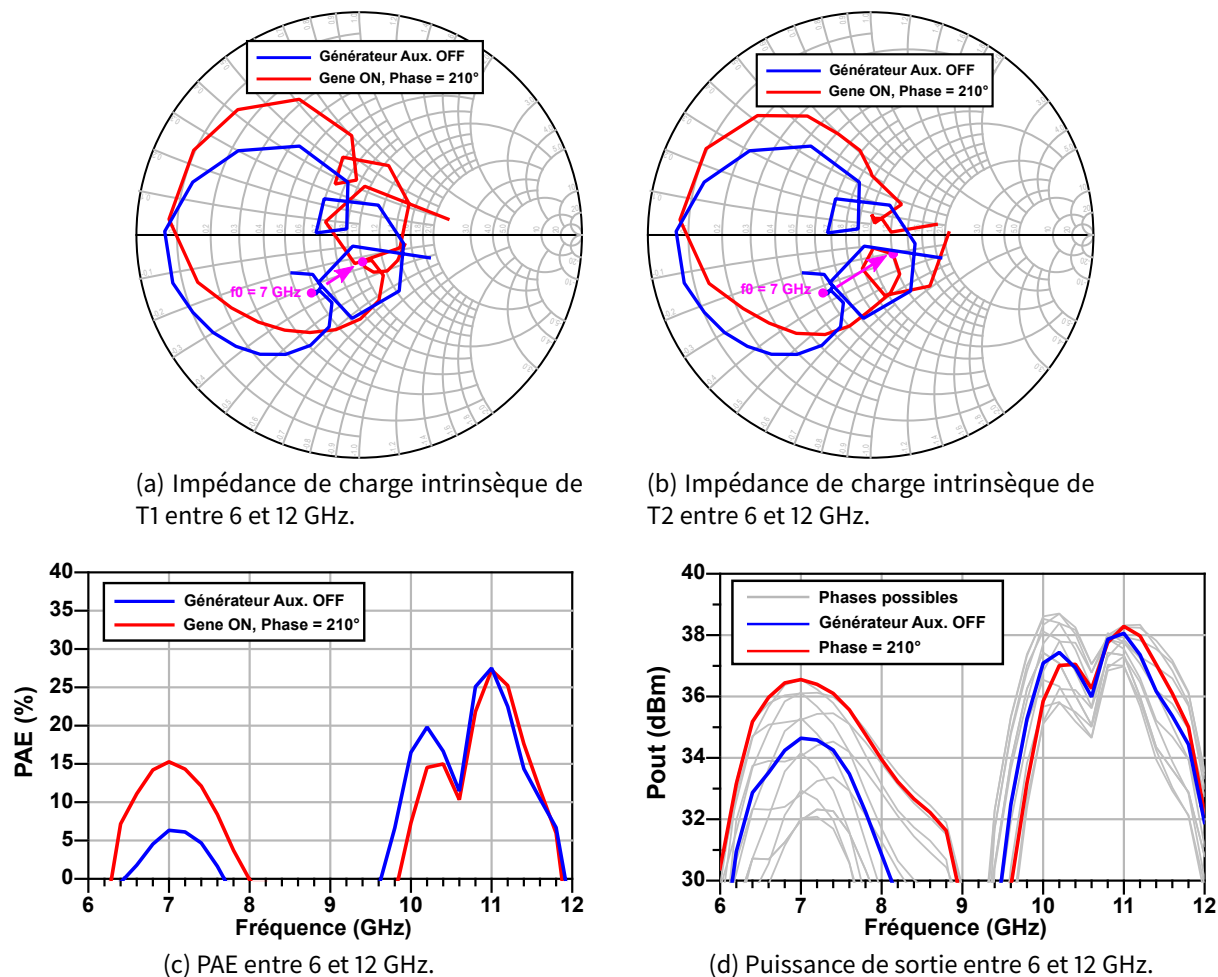 Générateur Aux. OFF
Gene ON, Phase = 210°
f0 = 7 GHz
Générateur Aux. OFF
Gene ON, Phase = 210°
f0 = 7 GHz
(a) Impédance de charge intrinsèque de
T1 entre 6 et 12 GHz.
(b) Impédance de charge intrinsèque de
T2 entre 6 et 12 GHz.
PAE (%)
40
35
30
25
20
15
10
5
0
Générateur Aux. OFF
Gene ON, Phase = 210°
6 7 8 9 10 11 12
Fréquence (GHz)
(c) PAE entre 6 et 12 GHz.
Pout (dBm)
40
38
36
34
32
30
Phases possibles
Générateur Aux. OFF
Phase = 210°
6 7 8 9 10 11 12
Fréquence (GHz)
(d) Puissance de sortie entre 6 et 12 GHz.